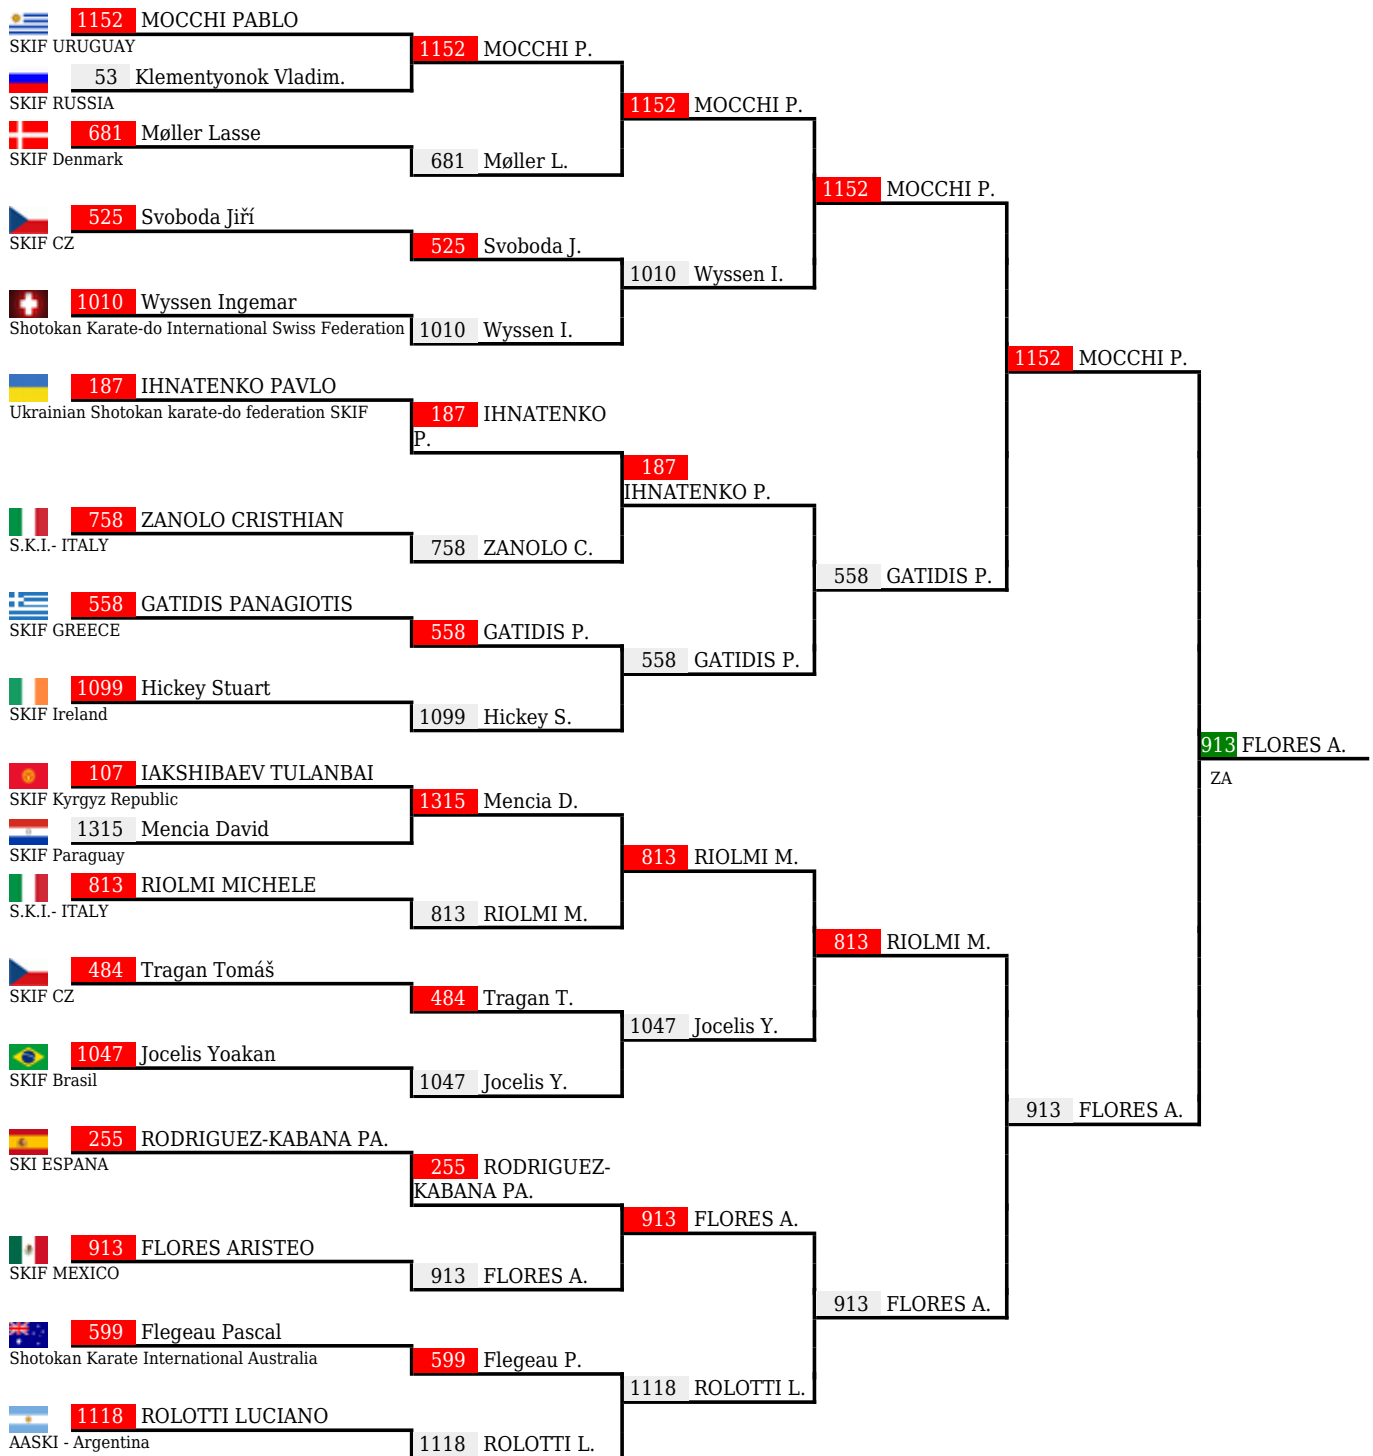 1152 MOCCHI PABLO
SKIF URUGUAY
1152 MOCCHI P.
53 Klementyonok Vladim.
SKIF RUSSIA
1152 MOCCHI P.
681 Møller Lasse
SKIF Denmark
681 Møller L.
1152 MOCCHI P.
525 Svoboda Jiří
SKIF CZ
525 Svoboda J.
1010 Wyssen I.
1010 Wyssen Ingemar
Shotokan Karate-do International Swiss Federation
1010 Wyssen I.
1152 MOCCHI P.
187 IHNATENKO PAVLO
Ukrainian Shotokan karate-do federation SKIF
187 IHNATENKO
P.
187
IHNATENKO P.
758 ZANOLO CRISTHIAN
S.K.I.- ITALY
758 ZANOLO C.
558 GATIDIS P.
558 GATIDIS PANAGIOTIS
SKIF GREECE
558 GATIDIS P.
558 GATIDIS P.
1099 Hickey Stuart
SKIF Ireland
1099 Hickey S.
913 FLORES A.
ZA
107 IAKSHIBAEV TULANBAI
SKIF Kyrgyz Republic
1315 Mencia D.
1315 Mencia David
SKIF Paraguay
813 RIOLMI M.
813 RIOLMI MICHELE
S.K.I.- ITALY
813 RIOLMI M.
813 RIOLMI M.
484 Tragan Tomáš
SKIF CZ
484 Tragan T.
1047 Jocelis Y.
1047 Jocelis Yoakan
SKIF Brasil
1047 Jocelis Y.
913 FLORES A.
255 RODRIGUEZ-KABANA PA.
SKI ESPANA
255 RODRIGUEZ-
KABANA PA.
913 FLORES A.
913 FLORES ARISTEO
SKIF MEXICO
913 FLORES A.
913 FLORES A.
599 Flegeau Pascal
Shotokan Karate International Australia
599 Flegeau P.
1118 ROLOTTI L.
1118 ROLOTTI LUCIANO
AASKI - Argentina
1118 ROLOTTI L.